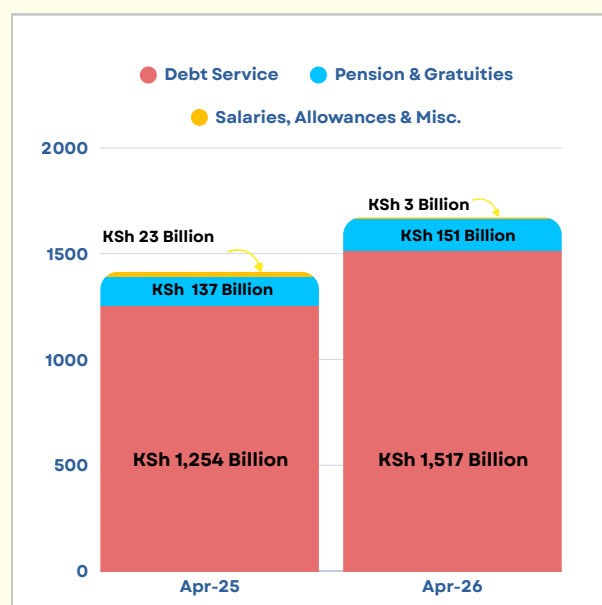 Debt Service
Pension & Gratuities
Salaries, Allowances & Misc.
2000
KSh 3 Billion
KSh 23 Billion
KSh 151 Billion
1500
KSh 137 Billion
1000
KSh 1,254 Billion
KSh 1,517 Billion
500
0
Apr-25
Apr-26